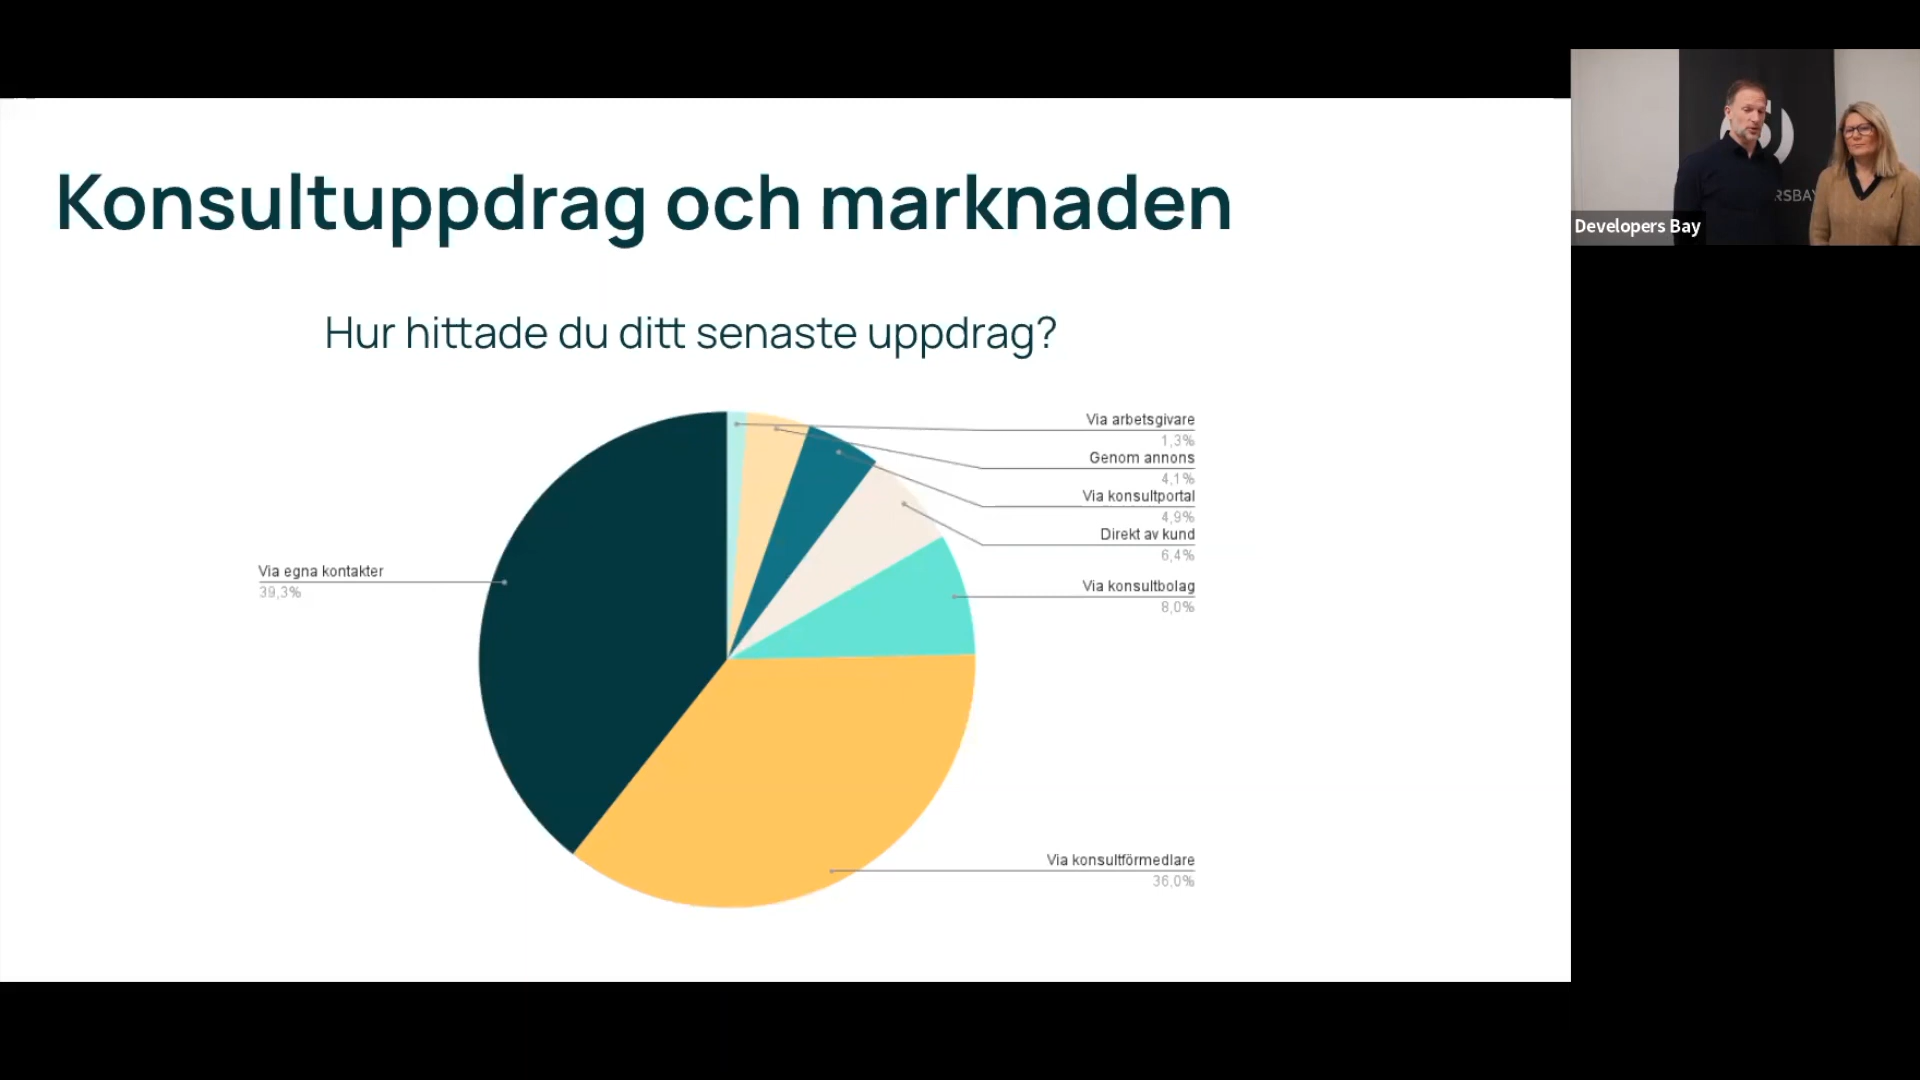 Konsultuppdrag och marknaden
Hur hittade du ditt senaste uppdrag?
Via arbetsgivare
1,3%
Genom annons
4,1%
Via konsultportal
4,9%
Direkt av kund
6,4%
Via konsultbolag
8,0%
Via egna kontakter
39,3%
Via konsultförmedlare
36,0%
RSBAY
Developers Bay